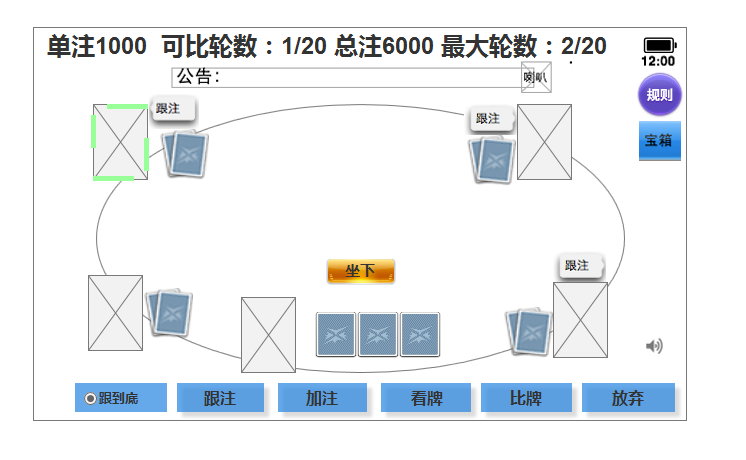 单注1000 可比轮数：1/20 总注6000 最大轮数：2/20
12:00
公告：
喇叭
规则
跟注
跟注
宝箱
坐下
跟注
跟到底
跟注
加注
看牌
比牌
放弃